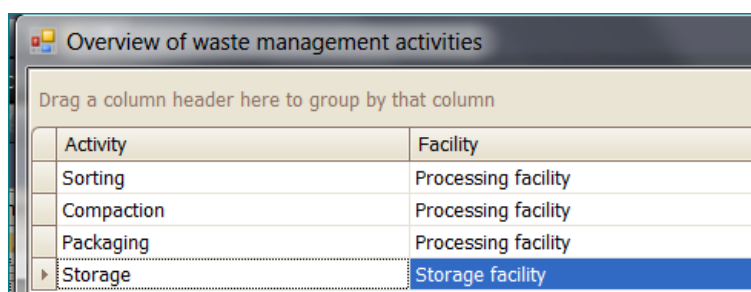 Overview of waste management activities
Drag a column header here to group by that column
Activity Facility
Sorting Processing facility
Compaction Processing facility
Packaging Processing facility
Storage Storage facility